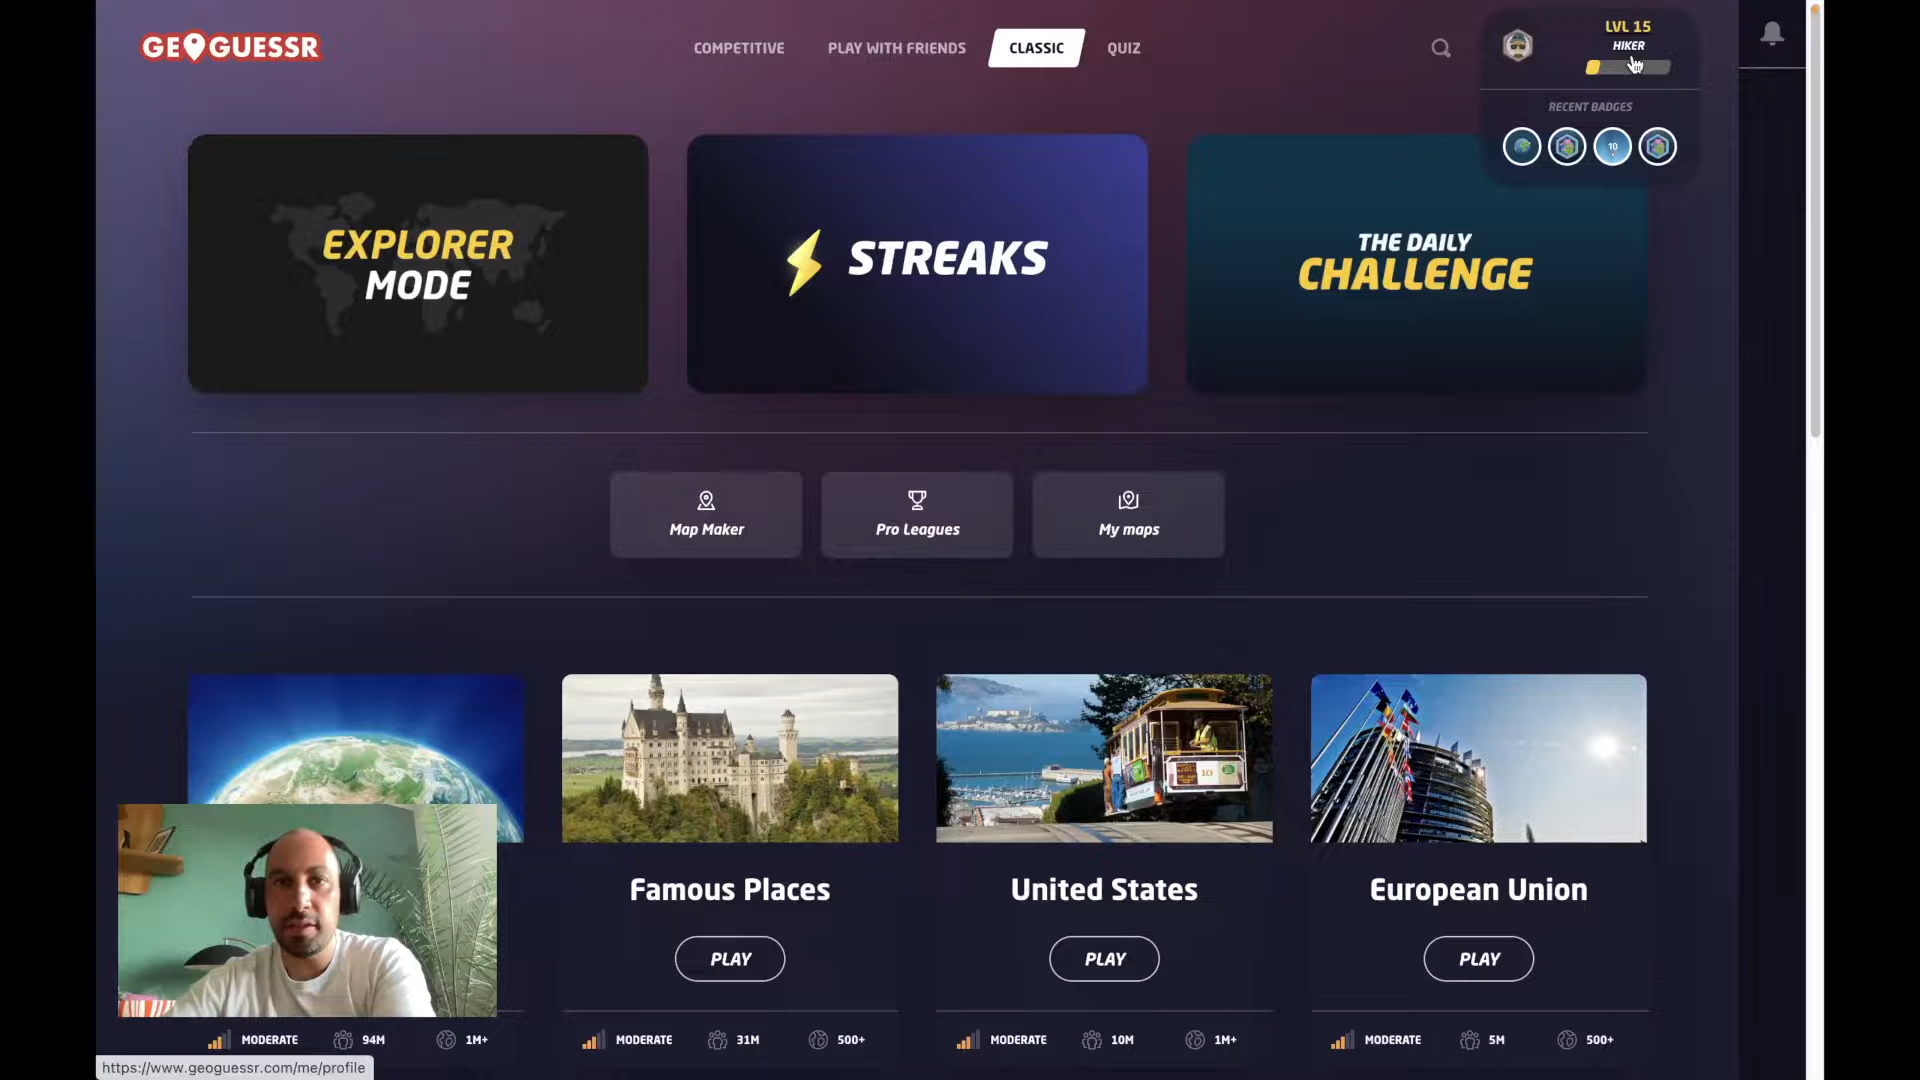 GEOGUESSR
COMPETITIVE
PLAY WITH FRIENDS
CLASSIC
QUIZ
LVL 15
HIKER
RECENT BADGES
10
EXPLORER
MODE
STREAKS
THE DAILY
CHALLENGE
Map Maker
Pro Leagues
My maps
10
Famous Places
United States
European Union
PLAY
PLAY
PLAY
MODERATE
94M
1M+
MODERATE
31M
500+
MODERATE
10M
1M+
MODERATE
5M
500+
https://www.geoguessr.com/me/profile